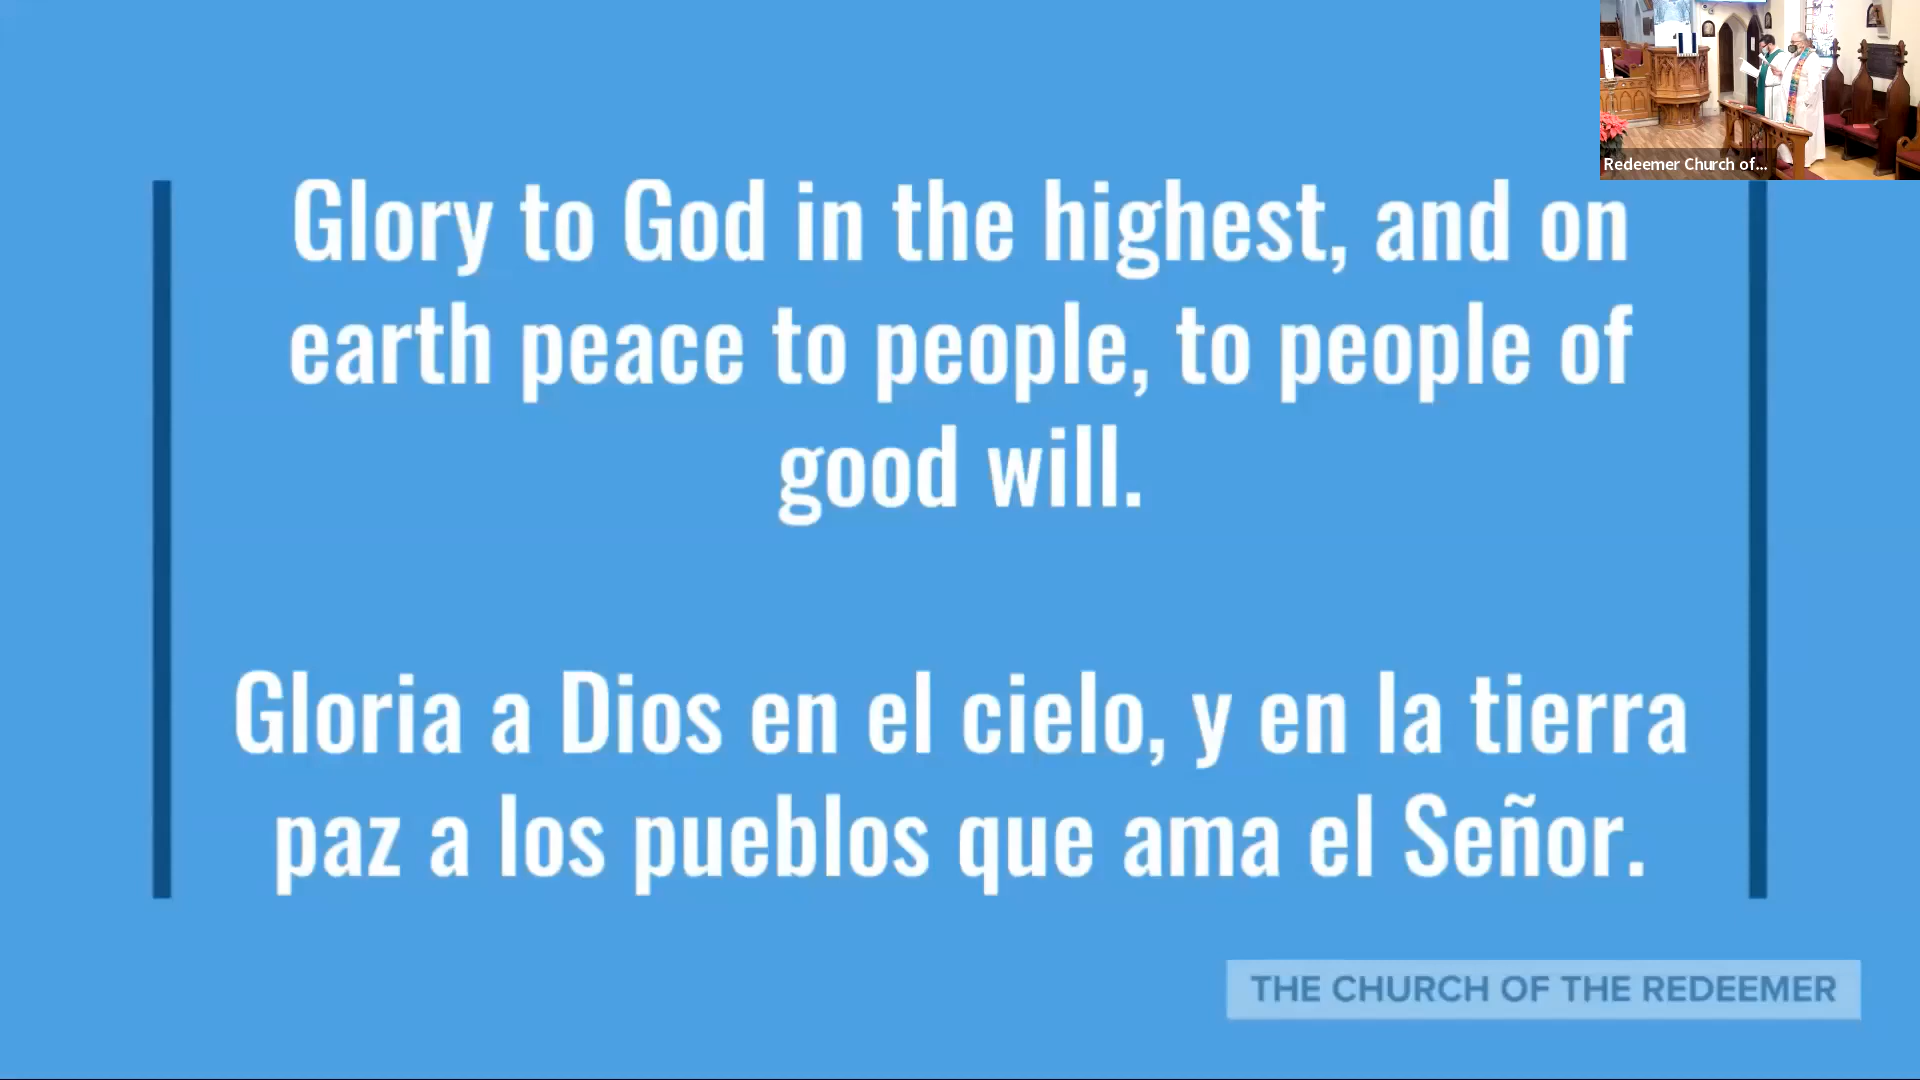 Redeemer Church of...
Glory to God in the highest, and on
earth peace to people, to people of
good will.
Gloria a Dios en el cielo, y en la tierra
paz a los pueblos que ama el Señor.
THE CHURCH OF THE REDEEMER